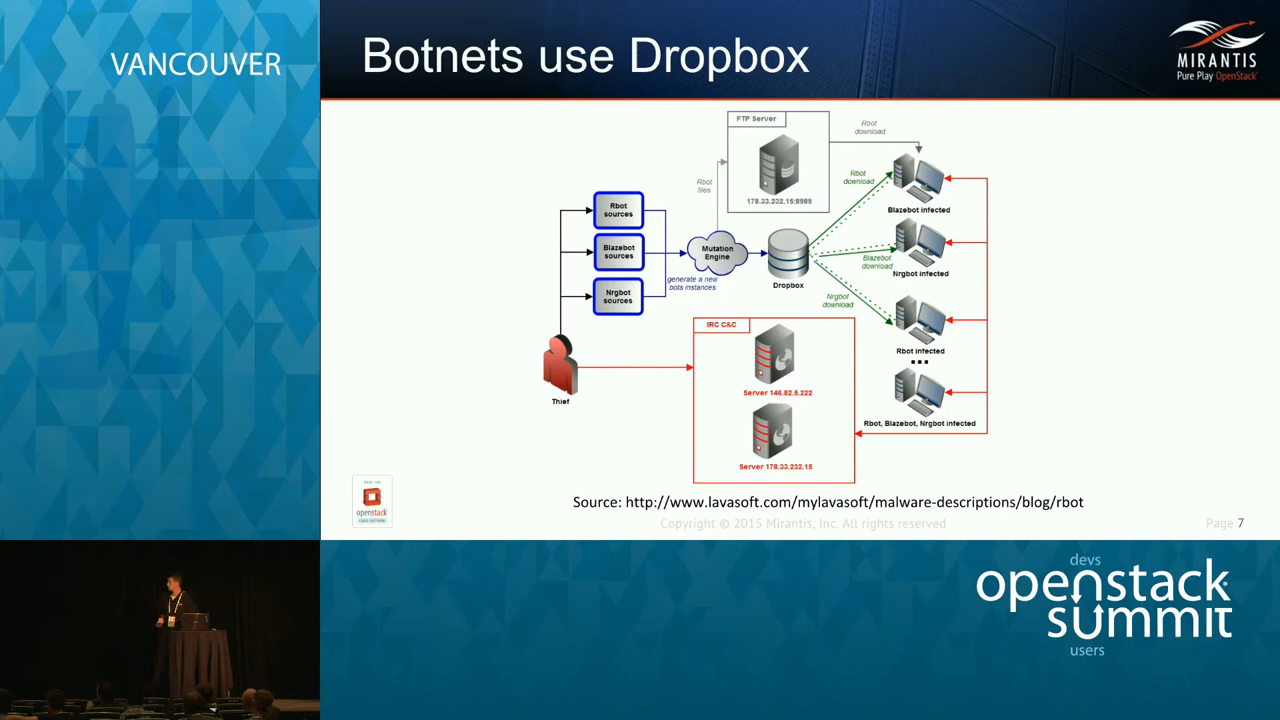 VANCOUVER
Botnets use Dropbox
MIRANTIS
Pure Play OpenStack®
FTP Server
178.33.232.15:8989
Rbot
download
Rbot
files
Rbot
sources
Blazebot
sources
Nrgbot
sources
Mutation
Engine
generate a new
bots instances
Dropbox
Rbot
download
Blazebot
download
Nrgbot
download
Blazebot infected
Nrgbot infected
Rbot infected
...
Rbot, Blazebot, Nrgbot infected
Thief
IRC C&C
Server 146.82.5.222
Server 178.33.232.15
openstack
Source: http://www.lavasoft.com/mylavasoft/malware-descriptions/blog/rbot
Copyright © 2015 Mirantis, Inc. All rights reserved
Page 7
devs
openstack
summit
users